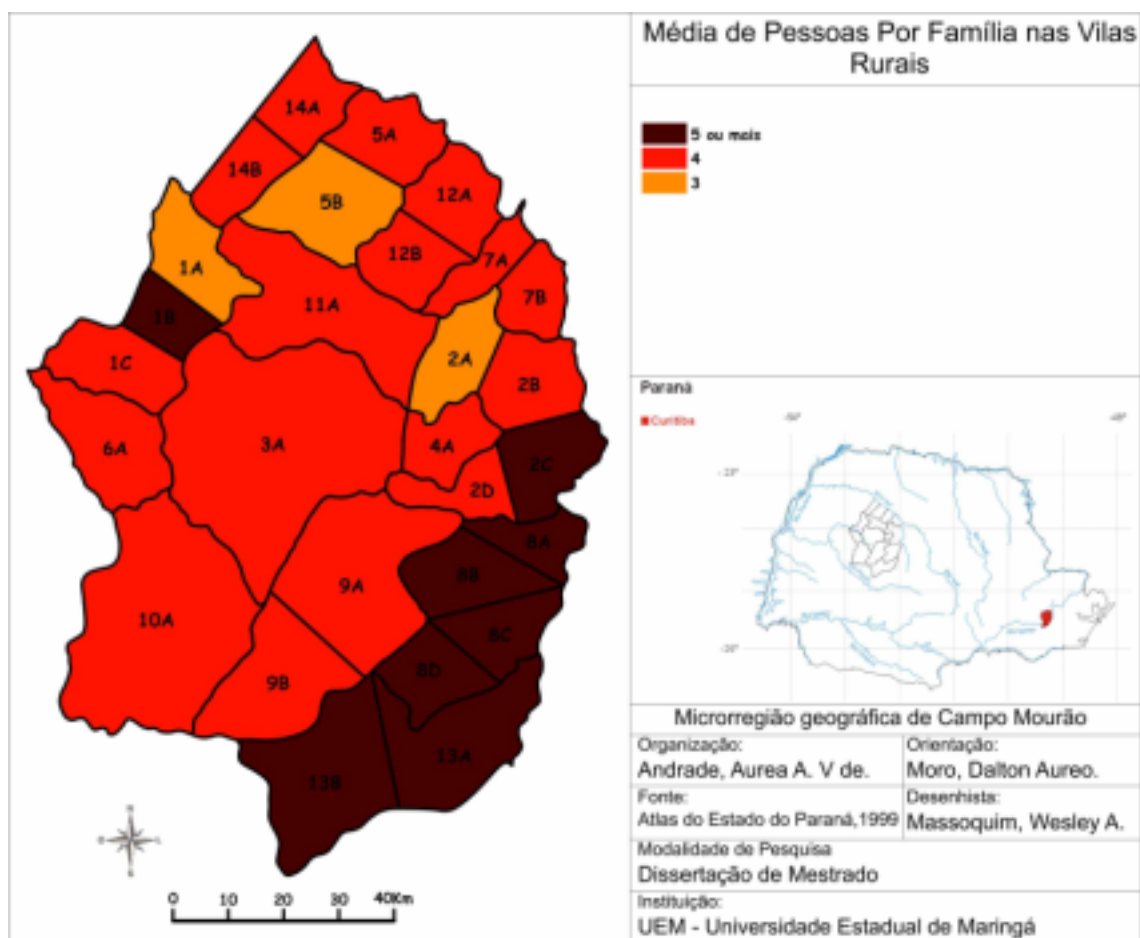 Média de Pessoas Por Família nas Vilas
Rurais
5 ou mais
4
3
14A
5A
14B
5B
12A
12B
7A
1A
7B
11A
1B
2A
1C
2B
6A
3A
4A
2C
2D
8A
8B
9A
10A
8C
8D
9B
13A
13B
0 10 20 30 40Km
Paraná
Curitiba
Microrregião geográfica de Campo Mourão
Organização:
Andrade, Aurea A. V de.
Orientação:
Moro, Dalton Aureo.
Fonte:
Atlas do Estado do Paraná,1999
Desenhista:
Massoquim, Wesley A.
Modalidade de Pesquisa
Dissertação de Mestrado
Instituição:
UEM - Universidade Estadual de Maringá